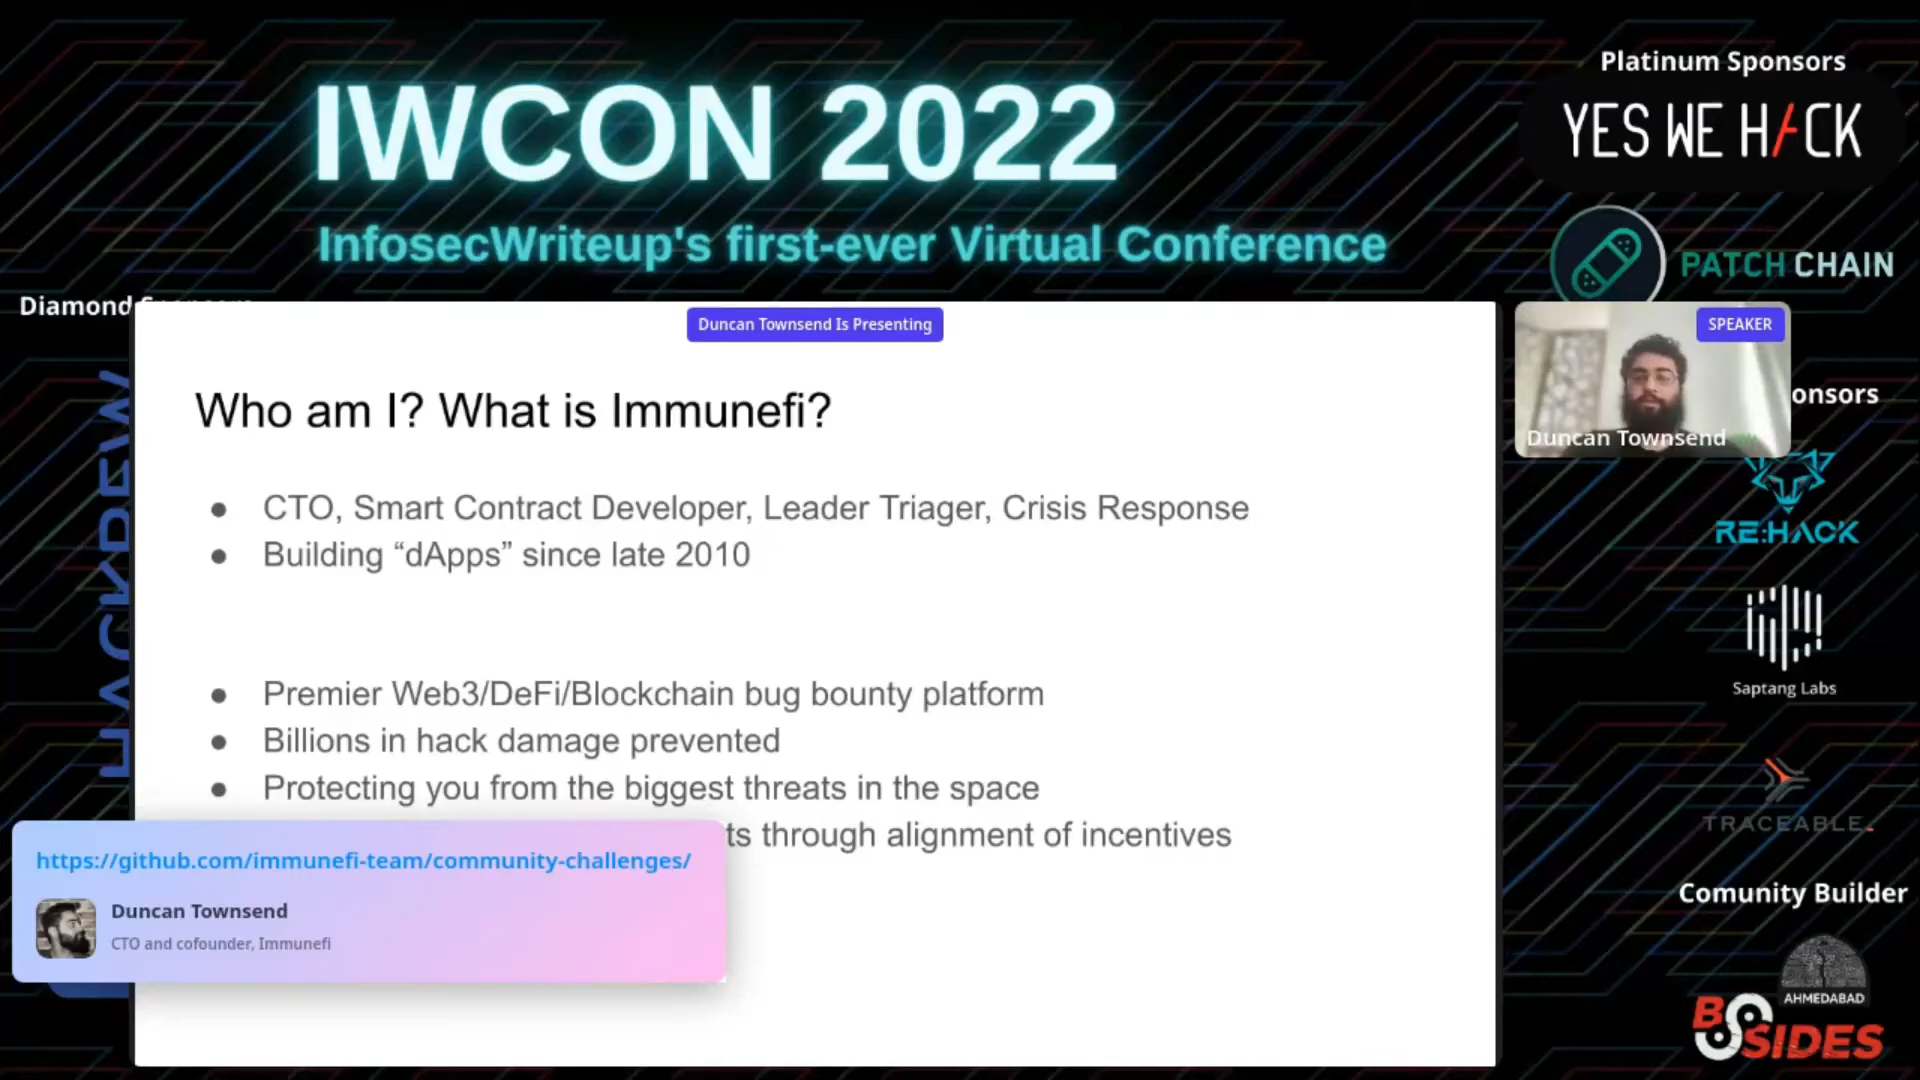 IWCON 2022
InfosecWriteup's first-ever Virtual Conference
Platinum Sponsors
YES WE HACK
PATCH CHAIN
Diamond
HACKDEW
Duncan Townsend Is Presenting
Who am I? What is Immunefi?
● CTO, Smart Contract Developer, Leader Triager, Crisis Response
● Building “dApps” since late 2010
● Premier Web3/DeFi/Blockchain bug bounty platform
● Billions in hack damage prevented
● Protecting you from the biggest threats in the space
ts through alignment of incentives
https://github.com/immunefi-team/community-challenges/
Duncan Townsend
CTO and cofounder, Immunefi
SPEAKER
Duncan Townsend
onsors
RE:HACK
Saptang Labs
TRACEABLE
Comunity Builder
AHMEDABAD
BSIDES